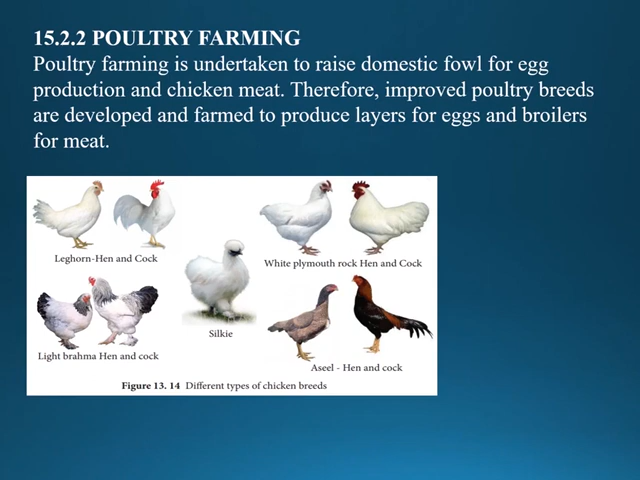 15.2.2 POULTRY FARMING
Poultry farming is undertaken to raise domestic fowl for egg
production and chicken meat. Therefore, improved poultry breeds
are developed and farmed to produce layers for eggs and broilers
for meat.
Leghorn-Hen and Cock
White plymouth rock Hen and Cock
Silkie
Light brahma Hen and cock
Aseel - Hen and cock
Figure 13. 14 Different types of chicken breeds